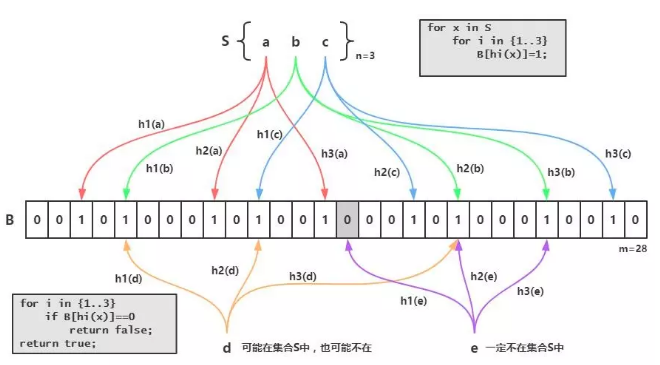 S { a b c } n=3
for x in S
for i in {1..3}
B[hi(x)]=1;
h1(a) h1(b) h2(a) h1(c) h3(a) h2(c) h2(b) h3(b) h3(c)
B 0 0 1 0 1 0 0 0 1 0 1 0 0 1 0 0 0 1 0 1 0 0 0 1 0 0 1 0
m=28
h1(d) h2(d) h3(d) h1(e) h2(e) h3(e)
for i in {1..3}
if B[hi(x)]==0
return false;
return true;
d 可能在集合S中，也可能不在
e 一定不在集合S中